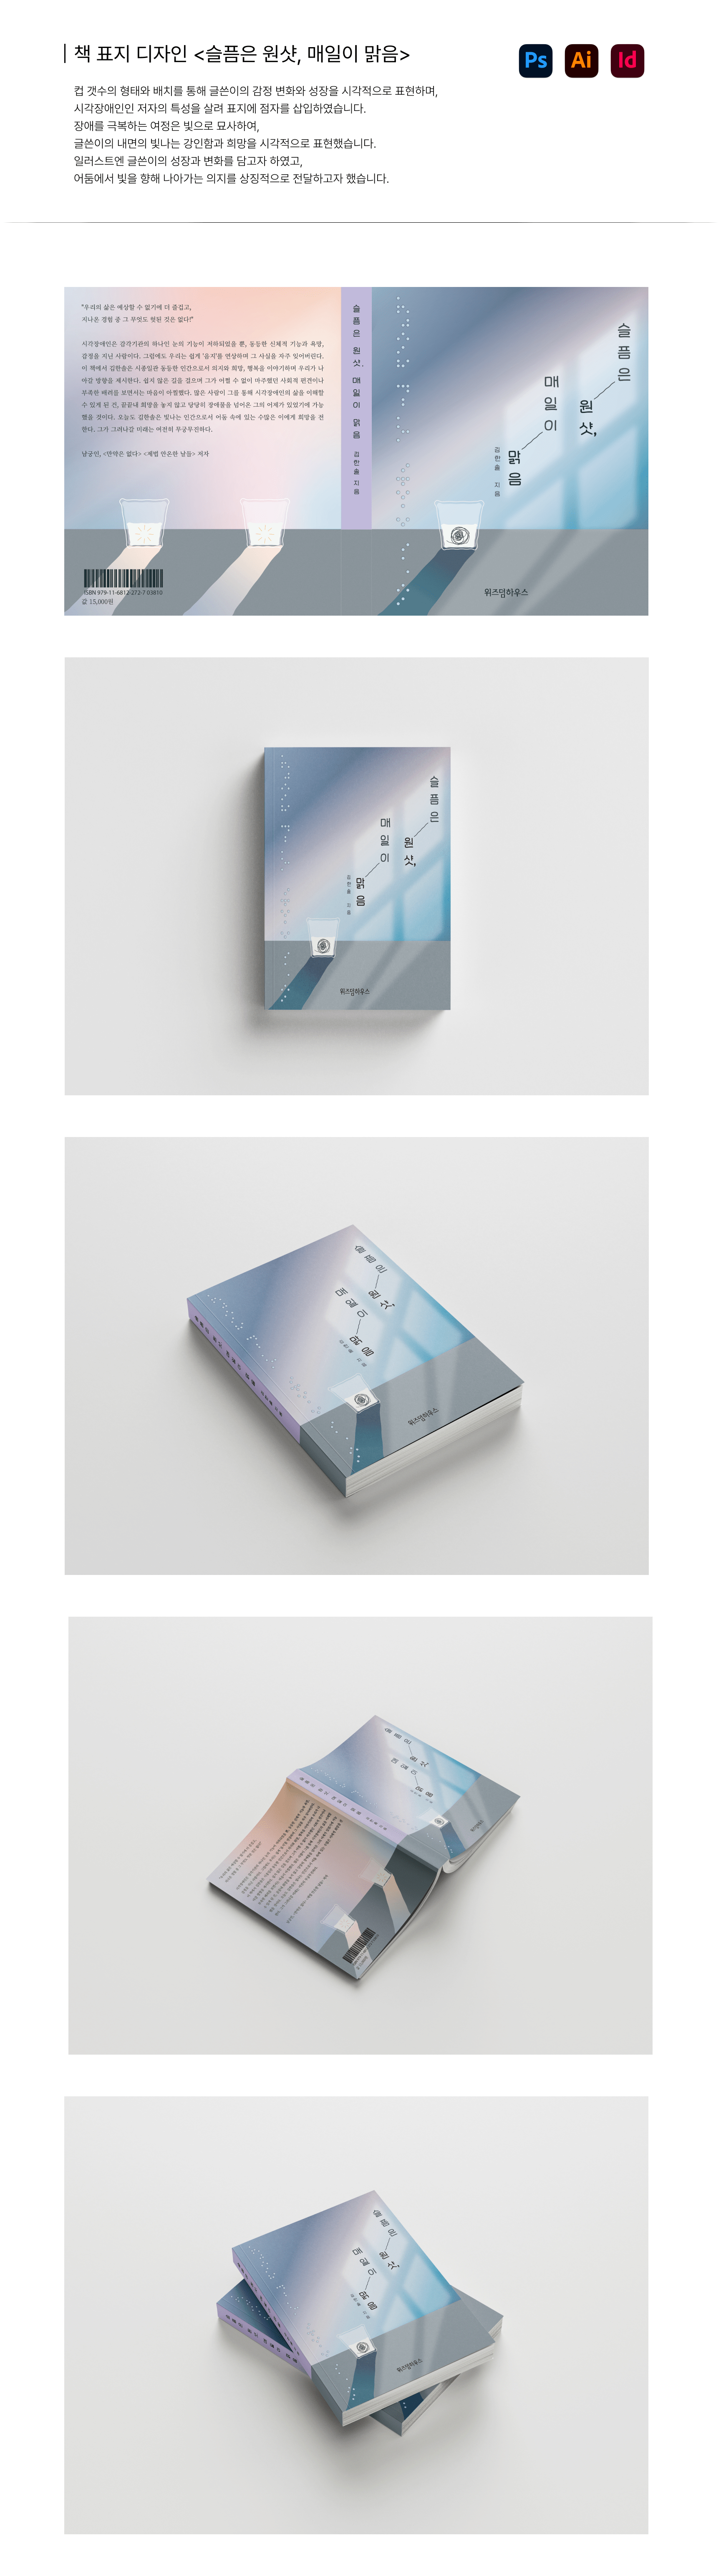 책 표지 디자인 <슬픔은 원샷, 매일이 맑음>
Ps Ai Id
컵 갯수의 형태와 배치를 통해 글쓴이의 감정 변화와 성장을 시각적으로 표현하며,
시각장애인인 저자의 특성을 살려 표지에 점자를 삽입하였습니다.
장애를 극복하는 여정은 빛으로 묘사하여,
글쓴이의 내면의 빛나는 강인함과 희망을 시각적으로 표현했습니다.
일러스트엔 글쓴이의 성장과 변화를 담고자 하였고,
어둠에서 빛을 향해 나아가는 의지를 상징적으로 전달하고자 했습니다.
"우리의 삶은 예상할 수 없기에 더 즐겁고,
지나온 경험 중 그 무엇도 헛된 것은 없다!"
시각장애인은 감각기관의 하나인 눈의 기능이 저하되었을 뿐, 동등한 신체적 기능과 욕망,
감정을 지닌 사람이다. 그럼에도 우리는 쉽게 '음지'를 연상하며 그 사실을 자주 잊어버린다.
이 책에서 김한솔은 시종일관 동등한 인간으로서 의지와 희망, 행복을 이야기하며 우리가 나
아갈 방향을 제시한다. 쉽지 않은 길을 걸으며 그가 어쩔 수 없이 마주했던 사회적 편견이나
부족한 배려를 보면서는 마음이 아찔했다. 많은 사람이 그를 통해 시각장애인의 삶을 이해할
수 있게 된 건, 끝끝내 희망을 놓지 않고 당당히 장애물을 넘어온 그의 어제가 있었기에 가능
했을 것이다. 오늘도 김한솔은 빛나는 인간으로서 어둠 속에 있는 수많은 이에게 희망을 전
한다. 그가 그려나갈 미래는 여전히 무궁무진하다.
남궁인, <만약은 없다> <제법 안온한 날들> 저자
ISBN 979-11-6812-272-7 03810
값 15,000원
슬픔은 원샷, 매일이 맑음 김한솔 지음
슬픔은
원샷,
매일이
맑음
김한솔 지음
위즈덤하우스
슬픔은
원샷,
매일이
맑음
김한솔 지음
위즈덤하우스
슬픔은
원샷,
매일이
맑음
김한솔 지음
위즈덤하우스
슬픔은 원샷, 매일이 맑음 김한솔 지음
슬픔은
원샷,
매일이
맑음
위즈덤하우스
슬픔은
원샷,
매일이
맑음
김한솔 지음
위즈덤하우스